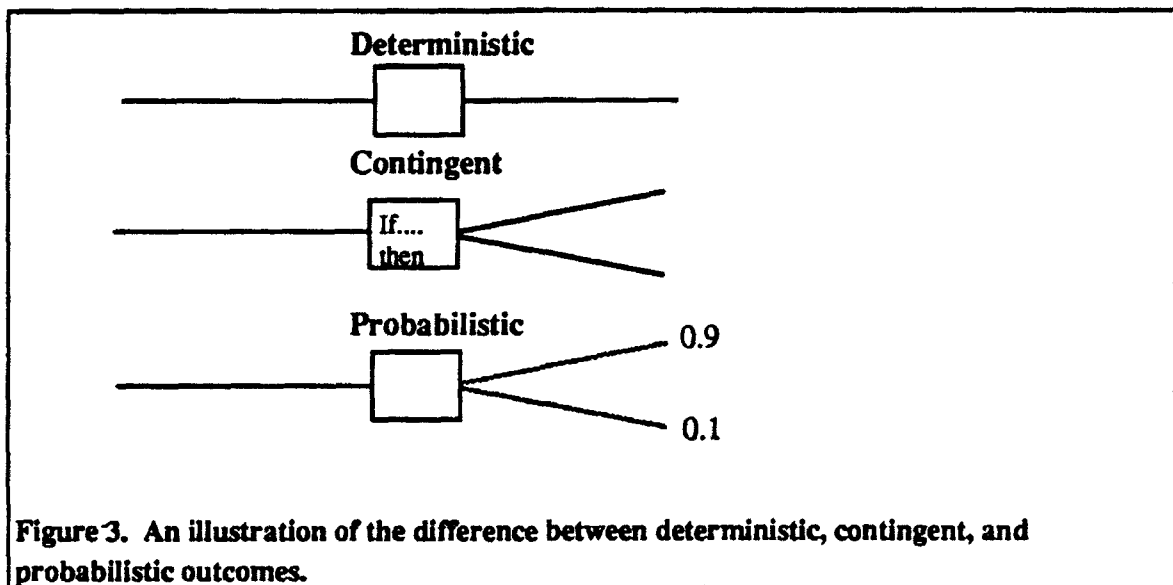 Deterministic
Contingent
If....
then
Probabilistic
0.9
0.1
Figure 3. An illustration of the difference between deterministic, contingent, and
probabilistic outcomes.